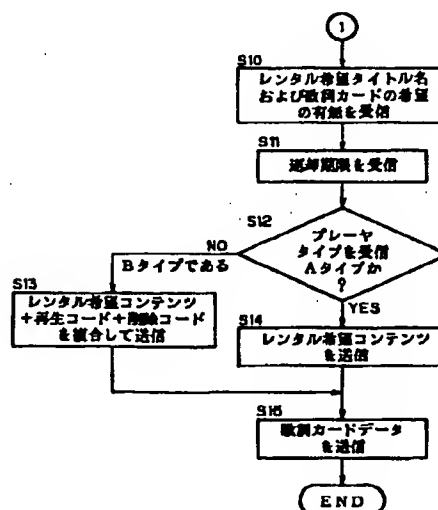 1
S10
レンタル希望タイトル名
および歌詞カードの希望
の有無を受信
S11
返却期限を受信
S12
プレーヤ
タイプを受信
Aタイプか
?
NO
Bタイプである
YES
S13
レンタル希望コンテンツ
+再生コード+削除コード
を複合して送信
S14
レンタル希望コンテンツ
を送信
S15
歌詞カードデータ
を送信
END